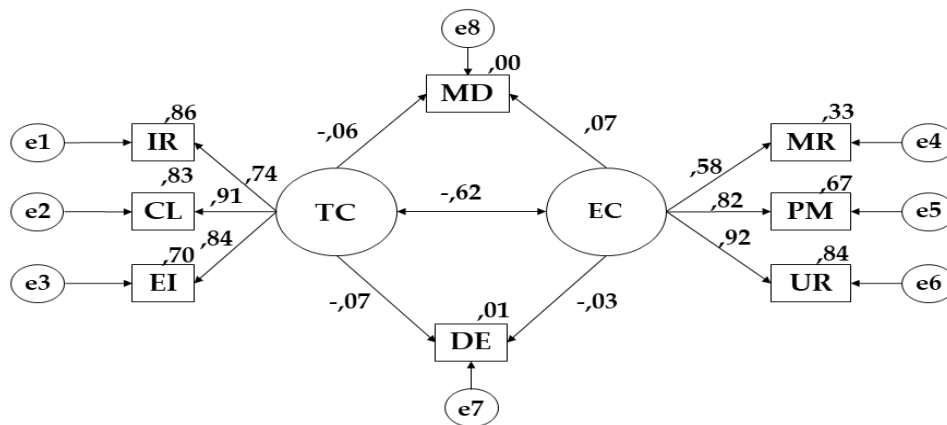 e8
,00
MD
-,06
,07
,86
e1
IR
,74
,83
e2
CL
,91
,84
,70
e3
EI
TC
-,62
EC
,33
,58
MR
e4
,67
,82
PM
e5
,92
,84
UR
e6
-,07
-,03
,01
DE
e7